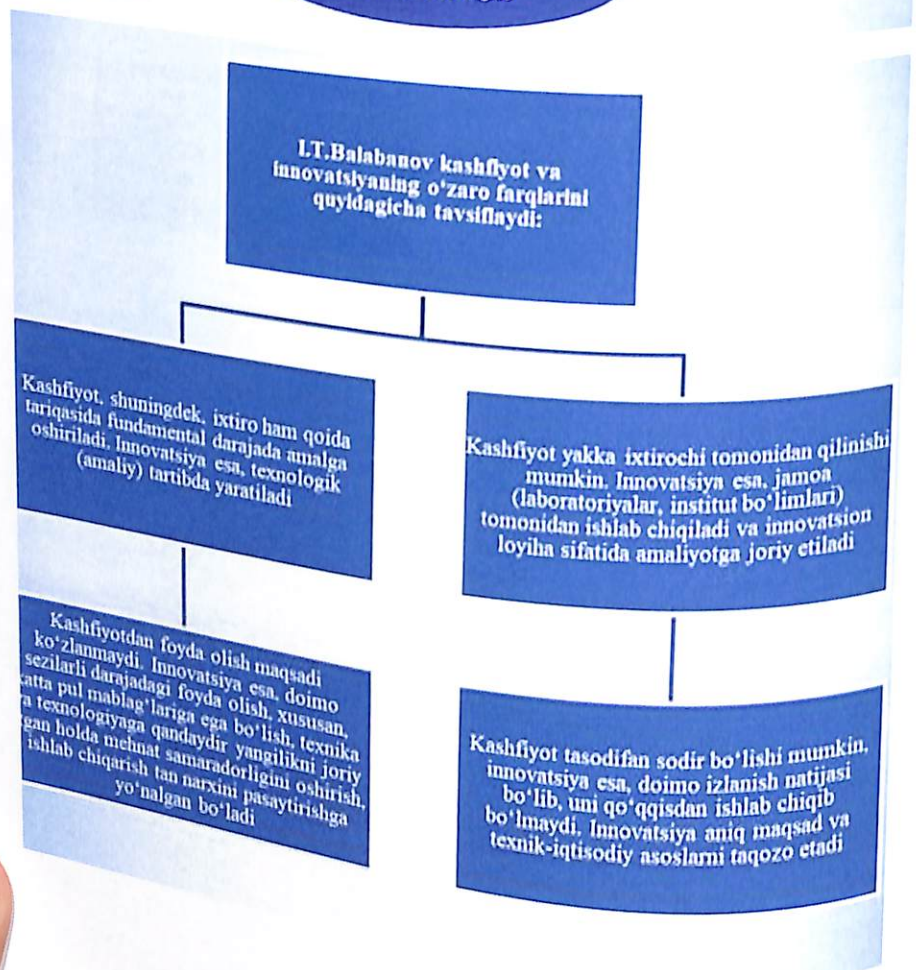 I.T.Balabanov kashfiyot va
innovatsiyaning o‘zaro farqlarini
quyidagicha tavsiflaydi:
Kashfiyot, shuningdek, ixtiro ham qoida
tariqasida fundamental darajada amalga
oshiriladi. Innovatsiya esa, texnologik
(amaliy) tartibda yaratiladi
Kashfiyot yakka ixtirochi tomonidan qilinishi
mumkin. Innovatsiya esa, jamoa
(laboratoriyalar, institut bo‘limlari)
tomonidan ishlab chiqiladi va innovatsion
loyiha sifatida amaliyotga joriy etiladi
Kashfiyotdan foyda olish maqsadi
ko‘zlanmaydi. Innovatsiya esa, doimo
sezilarli darajadagi foyda olish, xususan,
katta pul mablag‘lariga ega bo‘lish, texnika
texnologiyaga qandaydir yangilikni joriy
holda mehnat samaradorligini oshirish,
ishlab chiqarish tan narxini pasaytirishga
yo‘nalgan bo‘ladi
Kashfiyot tasodifan sodir bo‘lishi mumkin,
innovatsiya esa, doimo izlanish natijasi
bo‘lib, uni qo‘qqisdan ishlab chiqib
bo‘lmaydi. Innovatsiya aniq maqsad va
texnik-iqtisodiy asoslarni taqozo etadi